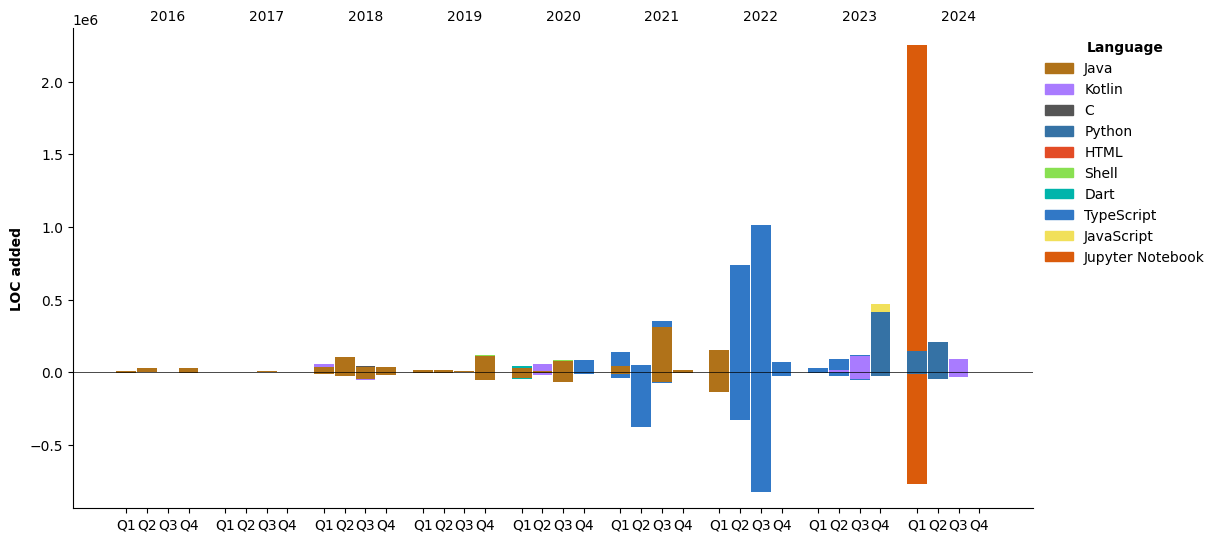 2016 2017 2018 2019 2020 2021 2022 2023 2024
1e6
Language
Java
Kotlin
C
Python
HTML
Shell
Dart
TypeScript
JavaScript
Jupyter Notebook
LOC added
2.0
1.5
1.0
0.5
0.0
−0.5
Q1 Q2 Q3 Q4 Q1 Q2 Q3 Q4 Q1 Q2 Q3 Q4 Q1 Q2 Q3 Q4 Q1 Q2 Q3 Q4 Q1 Q2 Q3 Q4 Q1 Q2 Q3 Q4 Q1 Q2 Q3 Q4 Q1 Q2 Q3 Q4